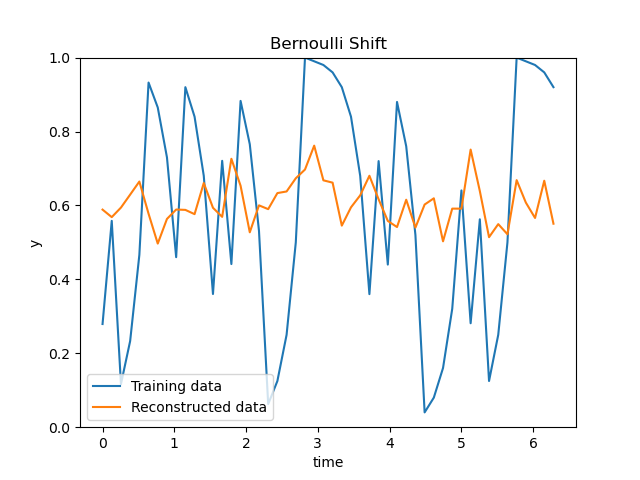 Bernoulli Shift
1.0
0.8
0.6
0.4
0.2
0.0
y
Training data
Reconstructed data
0 1 2 3 4 5 6
time